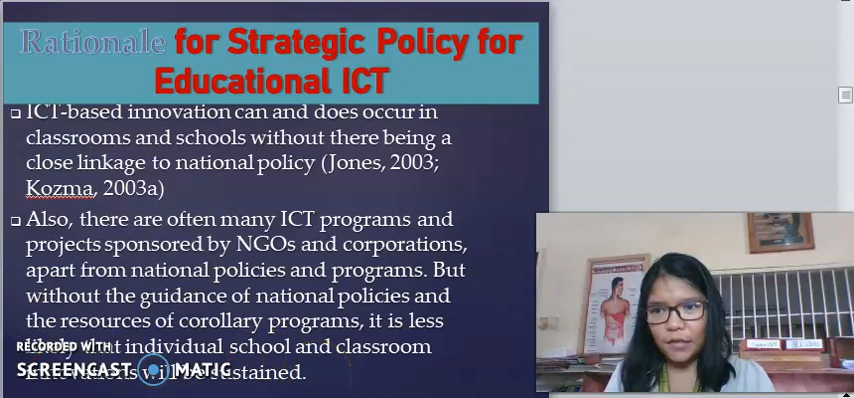 Rationale for Strategic Policy for
Educational ICT
ICT-based innovation can and does occur in
classrooms and schools without there being a
close linkage to national policy (Jones, 2003;
Kozma, 2003a)
Also, there are often many ICT programs and
projects sponsored by NGOs and corporations,
apart from national policies and programs. But
without the guidance of national policies and
the resources of corollary programs, it is less
that individual school and classroom
will be sustained.
RECORDED WITH
SCREENCAST MATIC